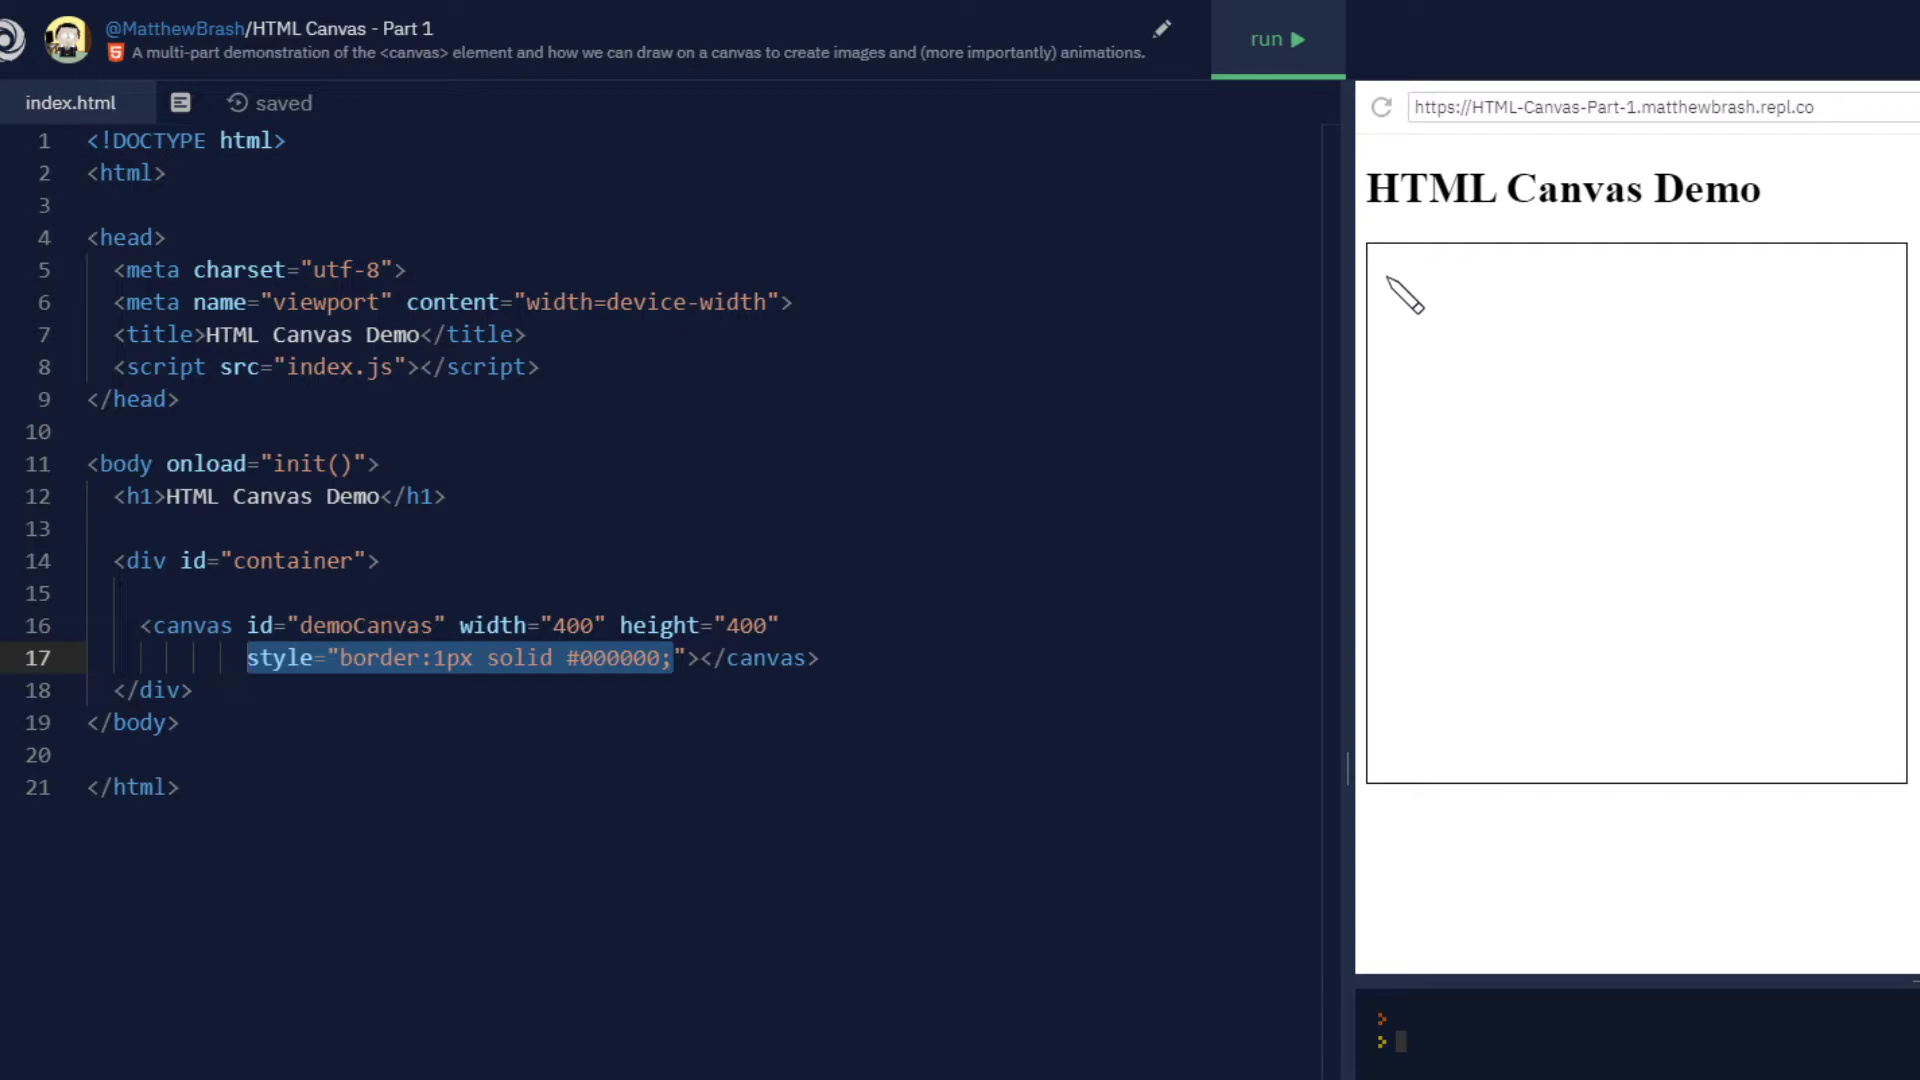 @MatthewBrash/HTML Canvas - Part 1
A multi-part demonstration of the <canvas> element and how we can draw on a canvas to create images and (more importantly) animations.
run
index.html
saved
1 <!DOCTYPE html>
2 <html>
3
4 <head>
5 <meta charset="utf-8">
6 <meta name="viewport" content="width=device-width">
7 <title>HTML Canvas Demo</title>
8 <script src="index.js"></script>
9 </head>
10
11 <body onload="init()">
12 <h1>HTML Canvas Demo</h1>
13
14 <div id="container">
15
16 <canvas id="demoCanvas" width="400" height="400"
17 style="border:1px solid #000000;"></canvas>
18 </div>
19 </body>
20
21 </html>
https://HTML-Canvas-Part-1.matthewbrash.repl.co
HTML Canvas Demo
>
>